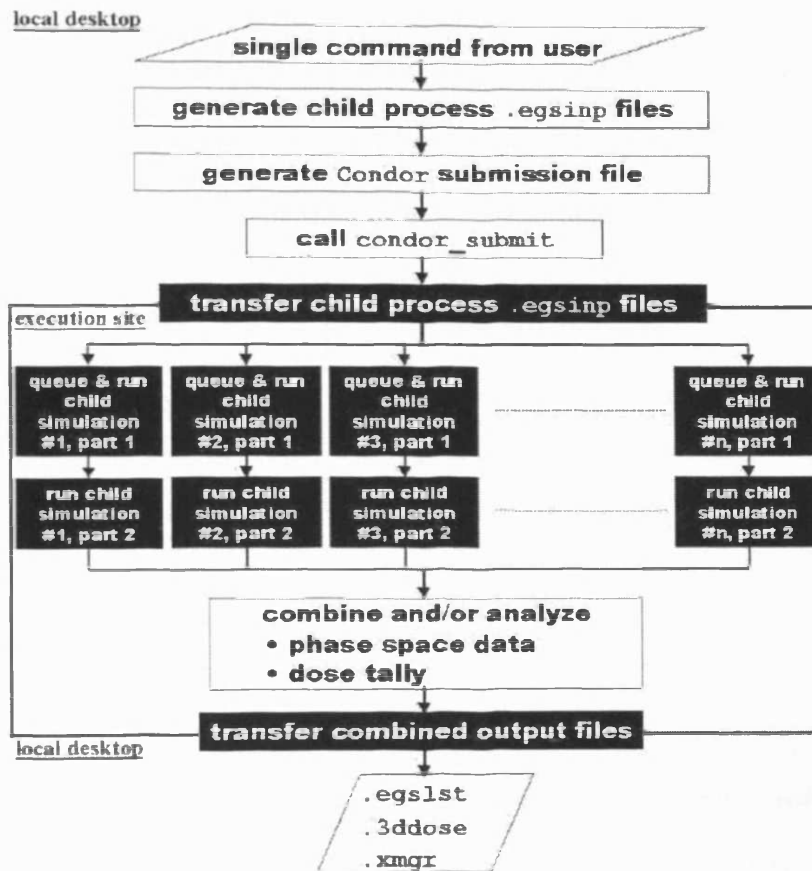 local desktop
single command from user
generate child process .egsinp files
generate Condor submission file
call condor_submit
transfer child process .egsinp files
execution site
queue & run
child
simulation
#1, part 1
queue & run
child
simulation
#2, part 1
queue & run
child
simulation
#3, part 1
queue & run
child
simulation
#n, part 1
run child
simulation
#1, part 2
run child
simulation
#2, part 2
run child
simulation
#3, part 2
run child
simulation
#n, part 2
combine and/or analyze
• phase space data
• dose tally
transfer combined output files
local desktop
.egslst
.3ddose
.xmgr